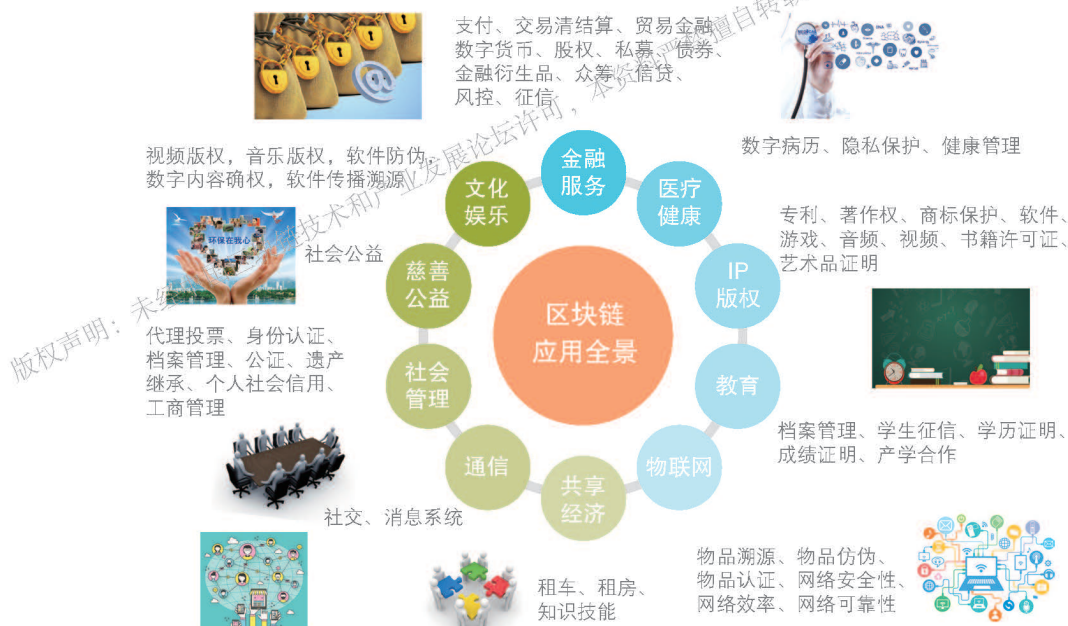 支付、交易清结算、贸易金融、
数字货币、股权、私募、债券、
金融衍生品、众筹、信贷、
风控、征信
数字病历、隐私保护、健康管理
视频版权，音乐版权，软件防伪，
数字内容确权，软件传播溯源
环保在我心
社会公益
专利、著作权、商标保护、软件、
游戏、音频、视频、书籍许可证、
艺术品证明
金融
服务
医疗
健康
IP
版权
教育
物联网
共享
经济
通信
社会
管理
慈善
公益
文化
娱乐
区块链
应用全景
代理投票、身份认证、
档案管理、公证、遗产
继承、个人社会信用、
工商管理
档案管理、学生征信、学历证明、
成绩证明、产学合作
社交、消息系统
租车、租房、
知识技能
物品溯源、物品仿伪、
物品认证、网络安全性、
网络效率、网络可靠性
版权声明：未经 链技术和产业发展论坛许可，本资料严禁擅自转